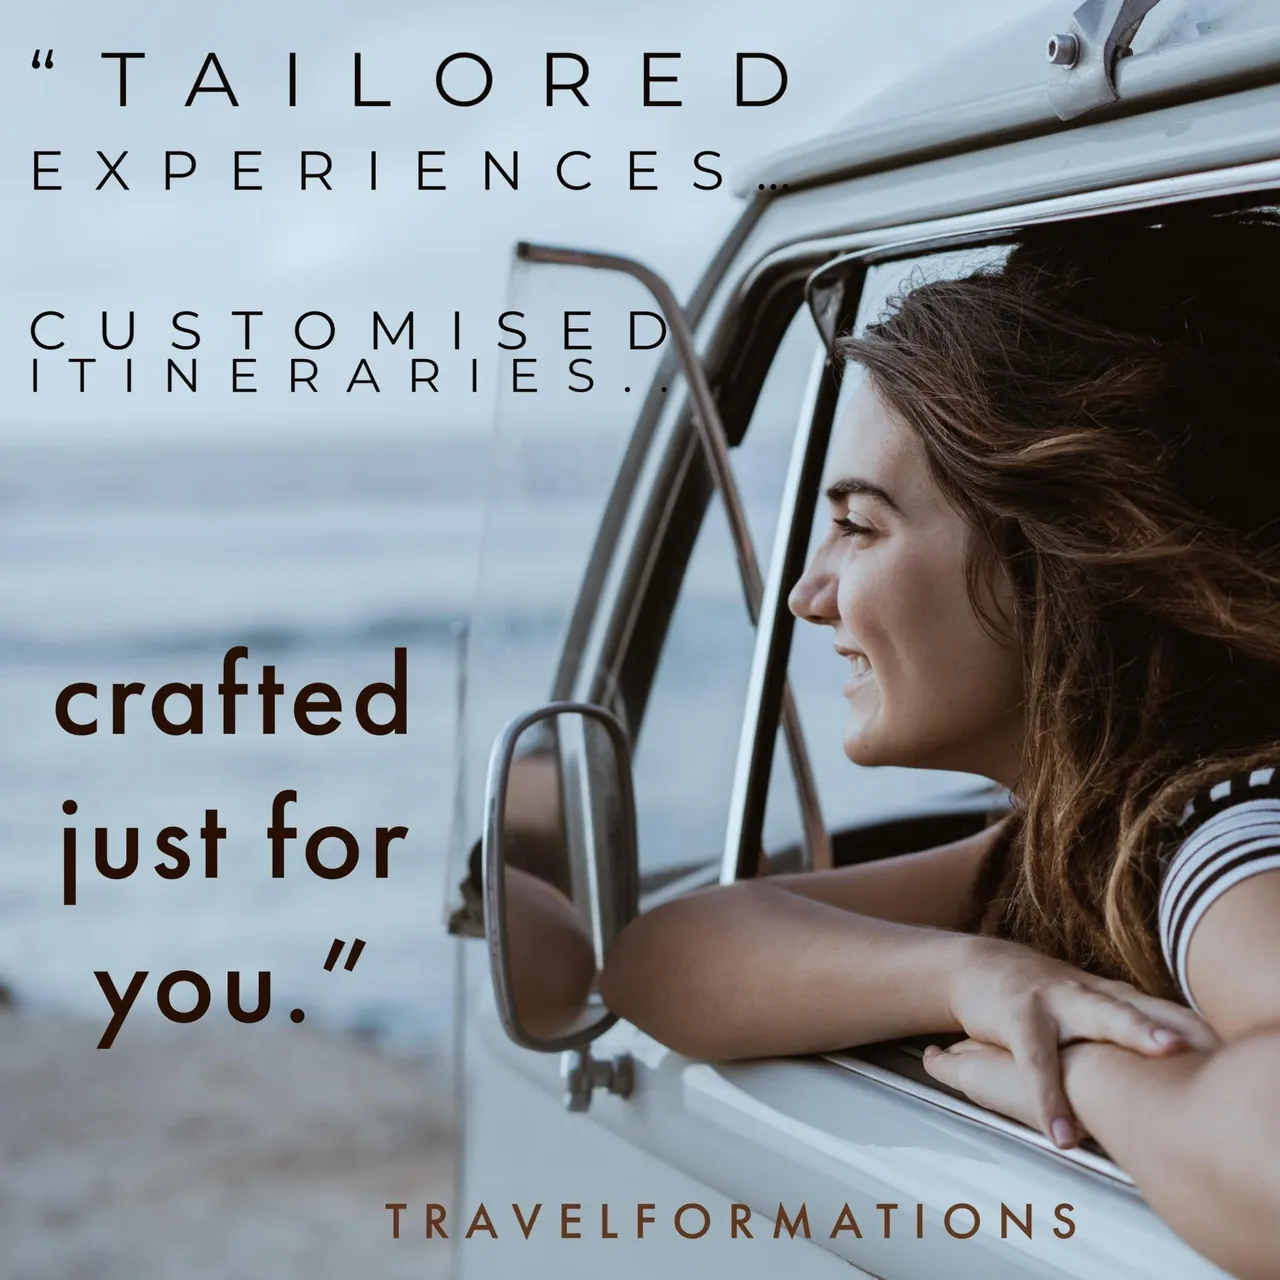 “TAILORED
EXPERIENCES...
CUSTOMISED
ITINERARIES..
crafted
just for
you.”
TRAVELFORMATIONS